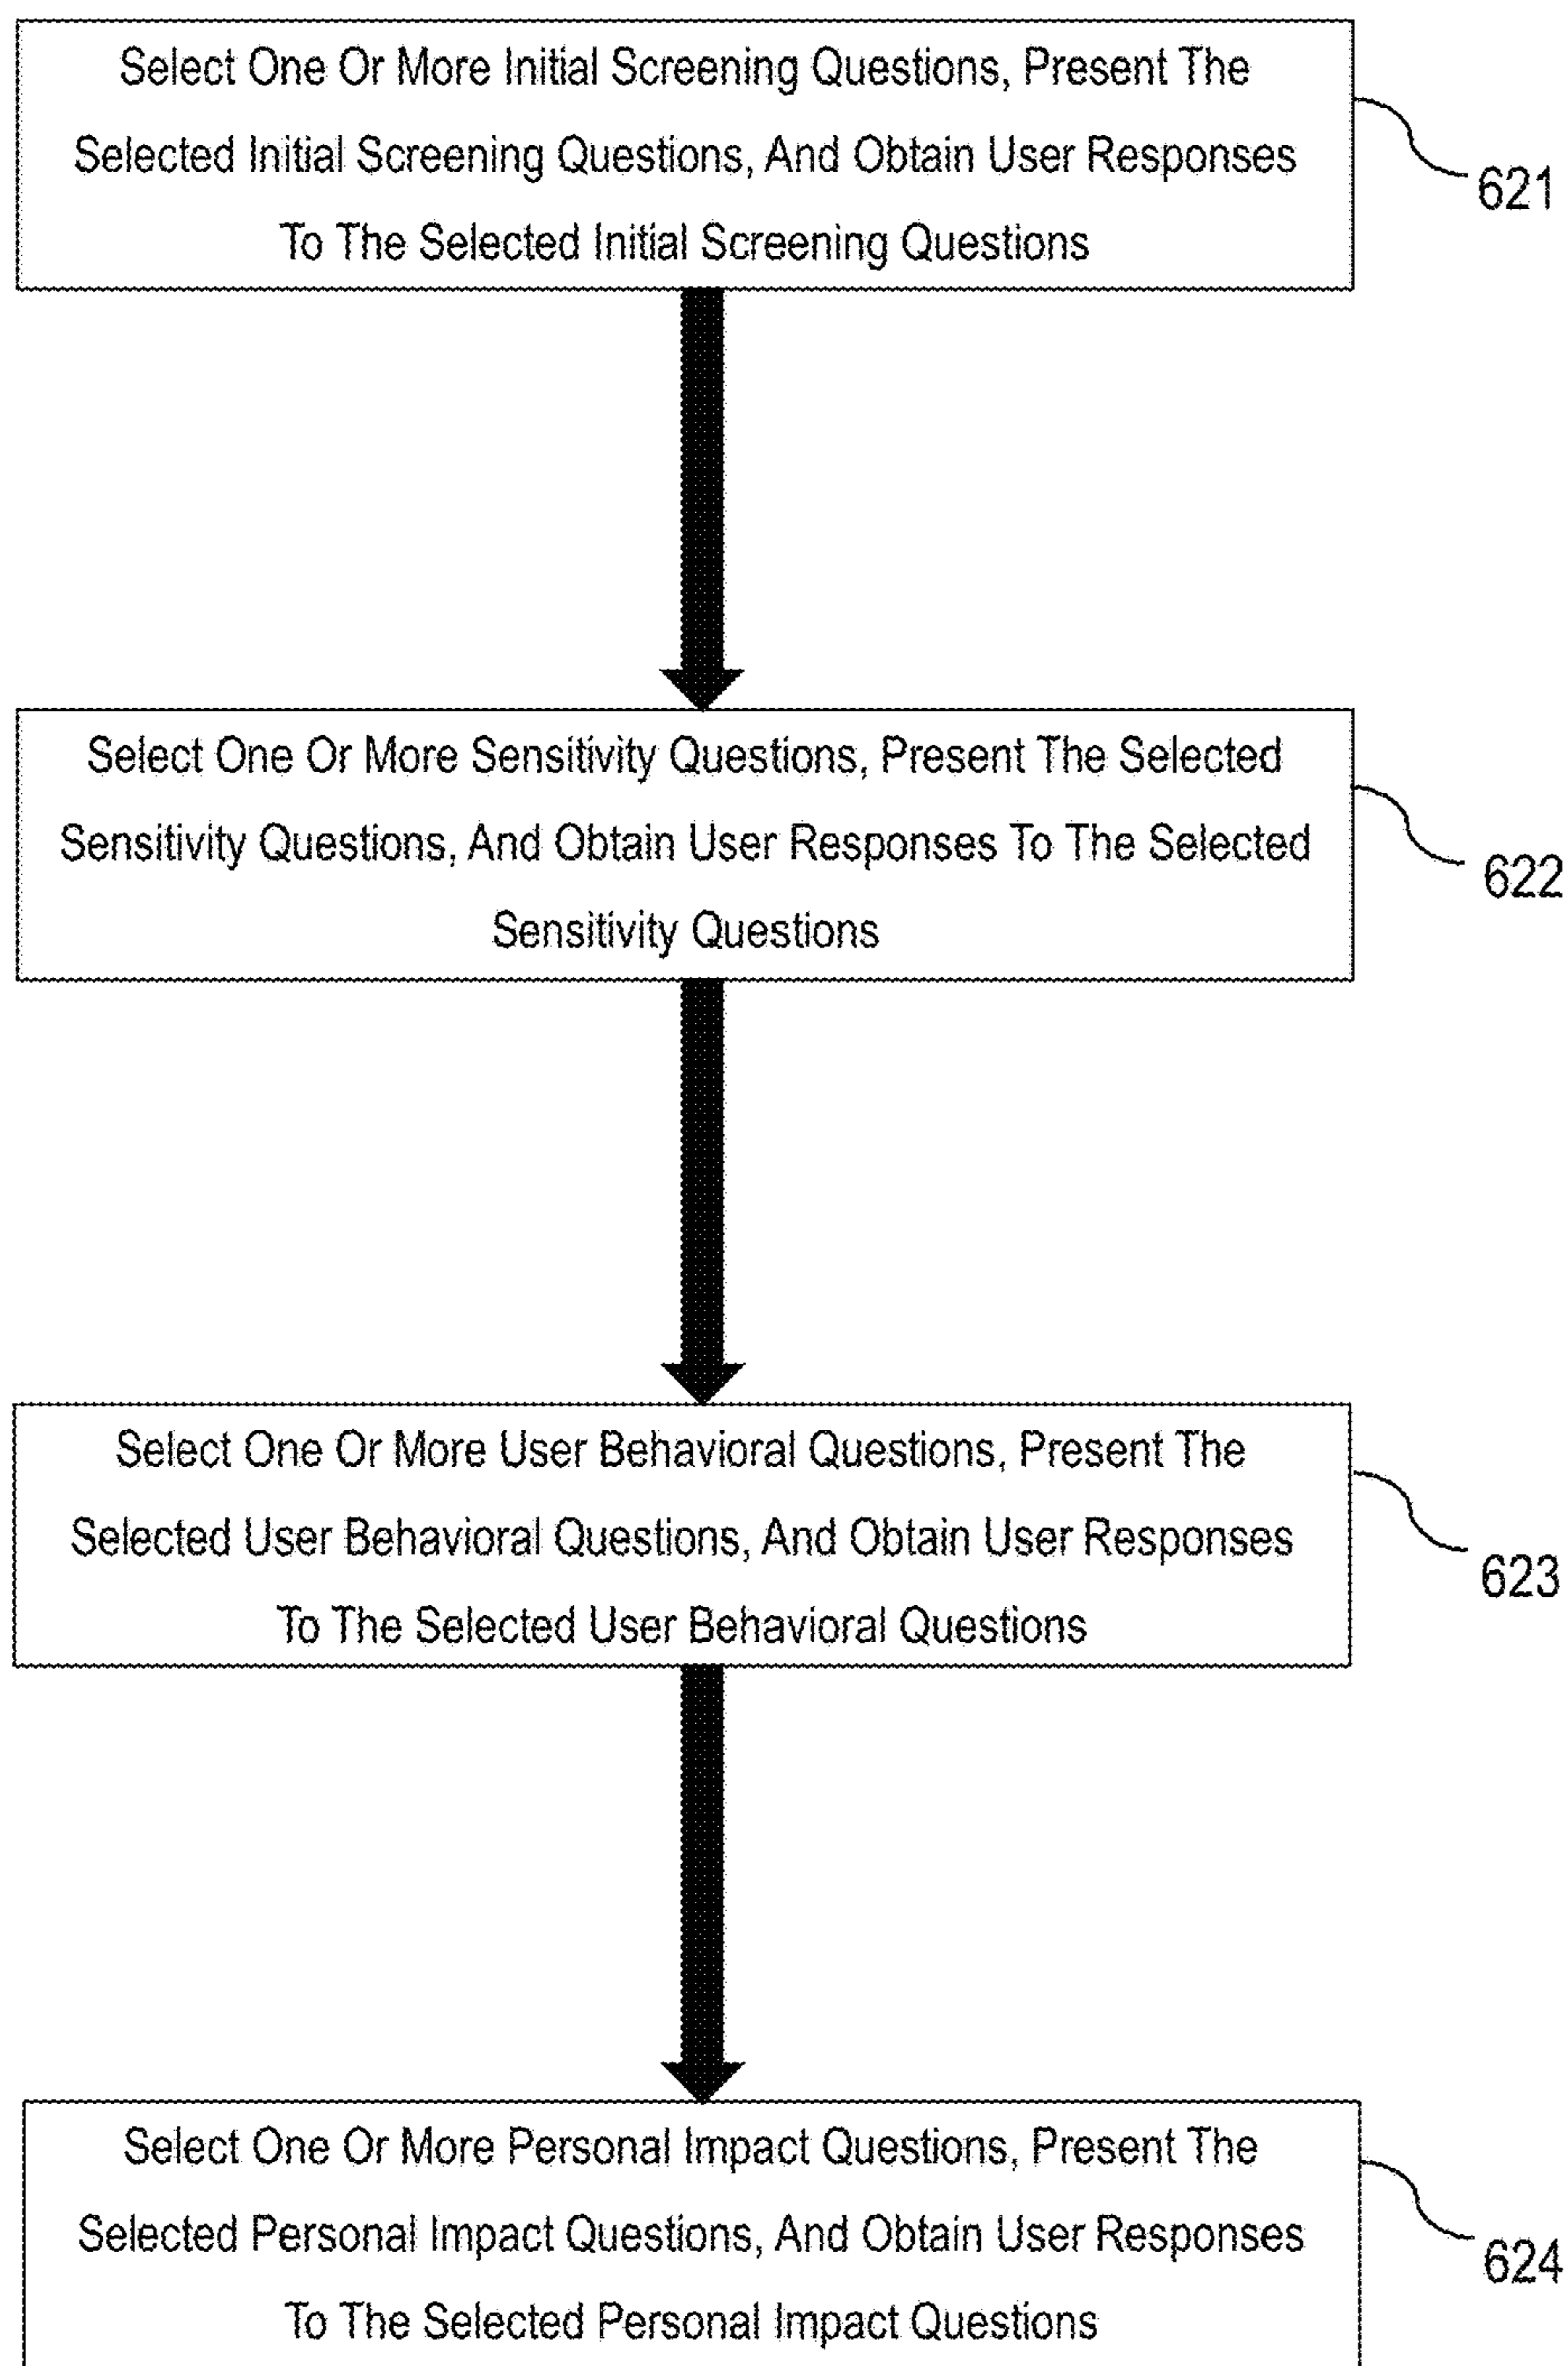 Select One Or More Initial Screening Questions, Present The
Selected Initial Screening Questions, And Obtain User Responses
To The Selected Initial Screening Questions
621
Select One Or More Sensitivity Questions, Present The Selected
Sensitivity Questions, And Obtain User Responses To The Selected
Sensitivity Questions
622
Select One Or More User Behavioral Questions, Present The
Selected User Behavioral Questions, And Obtain User Responses
To The Selected User Behavioral Questions
623
Select One Or More Personal Impact Questions, Present The
Selected Personal Impact Questions, And Obtain User Responses
To The Selected Personal Impact Questions
624